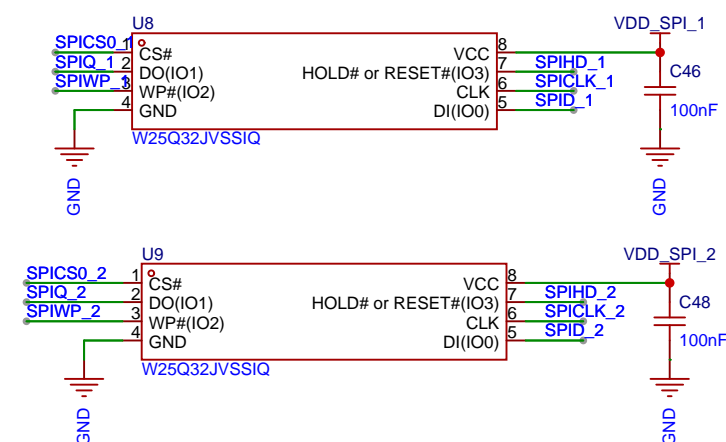 U8
VDD_SPI_1
SPICS0_1 1 CS# VCC 8
SPIQ_1 2 DO(IO1) HOLD# or RESET#(IO3) 7 SPIHD_1
SPIWP_1 3 WP#(IO2) CLK 6 SPICLK_1
4 GND DI(IO0) 5 SPID_1
C46
100nF
W25Q32JVSSIQ
GND
GND
U9
VDD_SPI_2
SPICS0_2 1 CS# VCC 8
SPIQ_2 2 DO(IO1) HOLD# or RESET#(IO3) 7 SPIHD_2
SPIWP_2 3 WP#(IO2) CLK 6 SPICLK_2
4 GND DI(IO0) 5 SPID_2
C48
100nF
W25Q32JVSSIQ
GND
GND